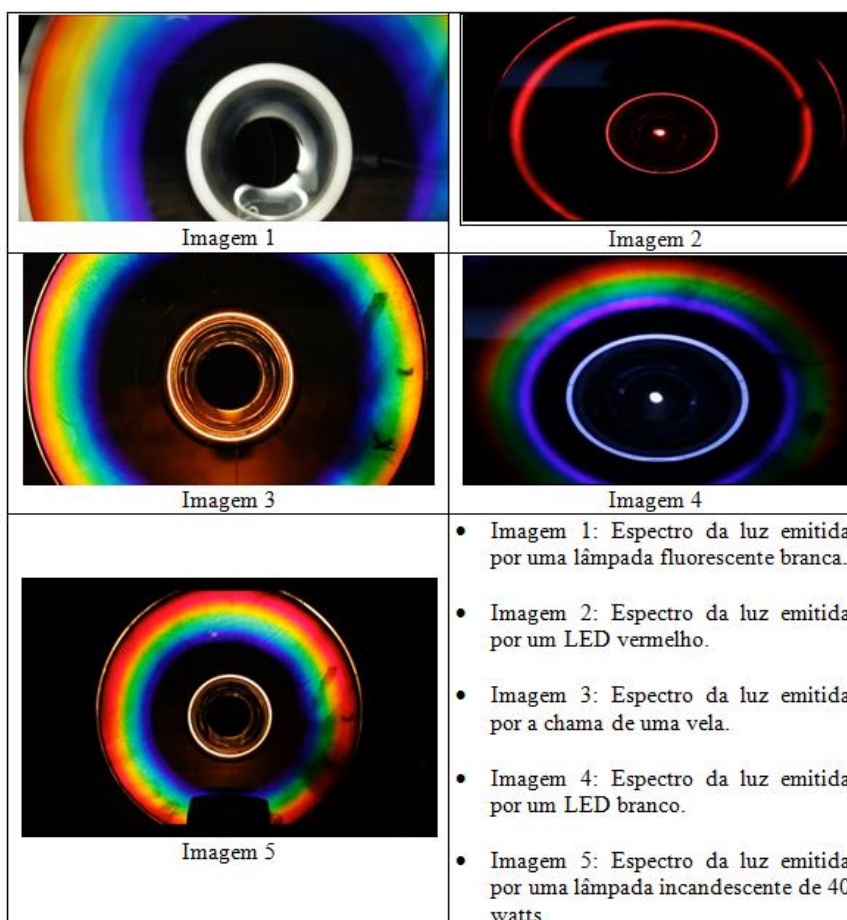 Imagem 1
Imagem 2
Imagem 3
Imagem 4
Imagem 5
• Imagem 1: Espectro da luz emitida
por uma lâmpada fluorescente branca.
• Imagem 2: Espectro da luz emitida
por um LED vermelho.
• Imagem 3: Espectro da luz emitida
por a chama de uma vela.
• Imagem 4: Espectro da luz emitida
por um LED branco.
• Imagem 5: Espectro da luz emitida
por uma lâmpada incandescente de 40
watts